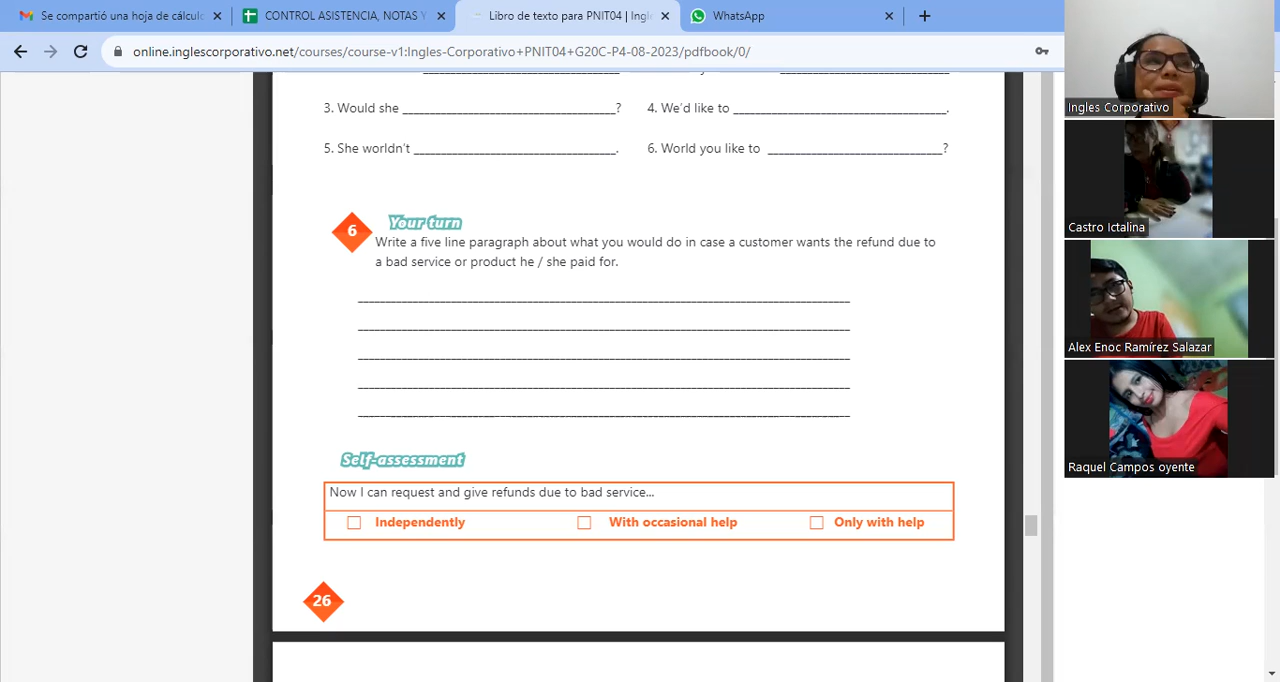 Se compartió una hoja de cálculo
CONTROL ASISTENCIA, NOTAS Y
Libro de texto para PNIT04 | Ingl
WhatsApp
online.inglescorporativo.net/courses/course-v1:Ingles-Corporativo+PNIT04+G20C-P4-08-2023/pdfbook/0/
3. Would she ______________________________?
4. We'd like to ______________________________.
5. She worldn't ______________________________.
6. World you like to ______________________________?
6 Your turn
Write a five line paragraph about what you would do in case a customer wants the refund due to
a bad service or product he / she paid for.
Self-assessment
Now I can request and give refunds due to bad service...
Independently
With occasional help
Only with help
26
Ingles Corporativo
Castro Ictalina
Alex Enoc Ramírez Salazar
Raquel Campos oyente